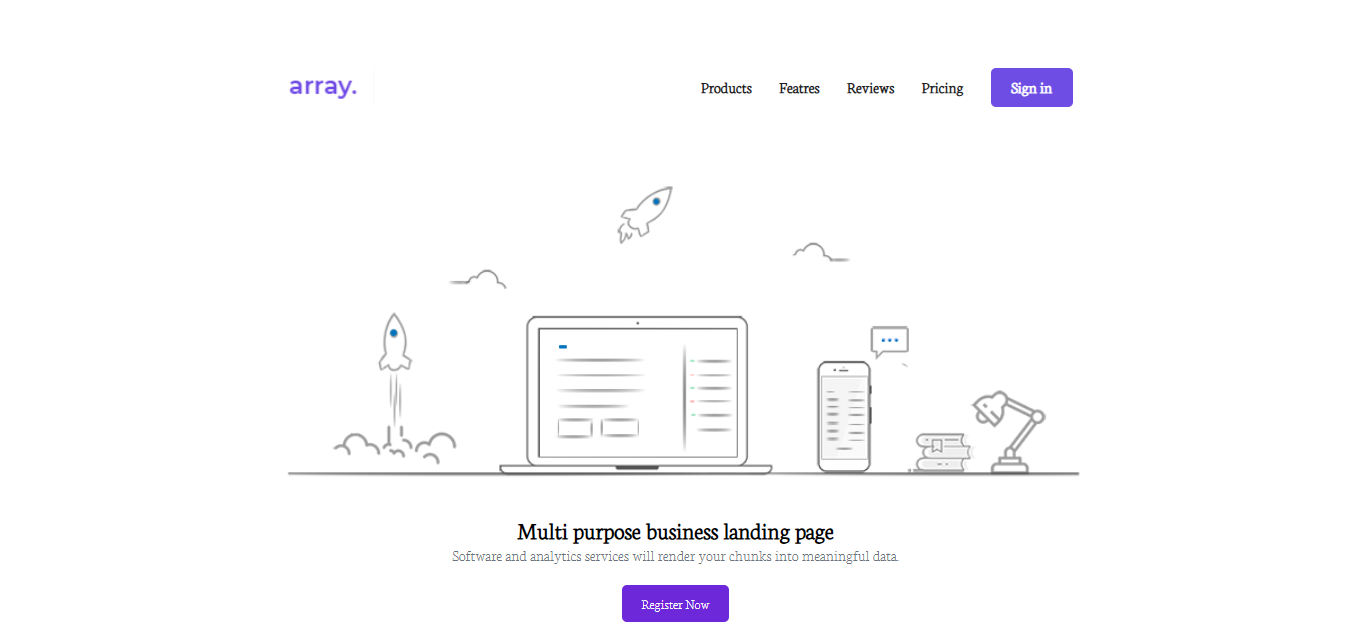 array.
Products Featres Reviews Pricing Sign in
Multi purpose business landing page
Software and analytics services will render your chunks into meaningful data.
Register Now